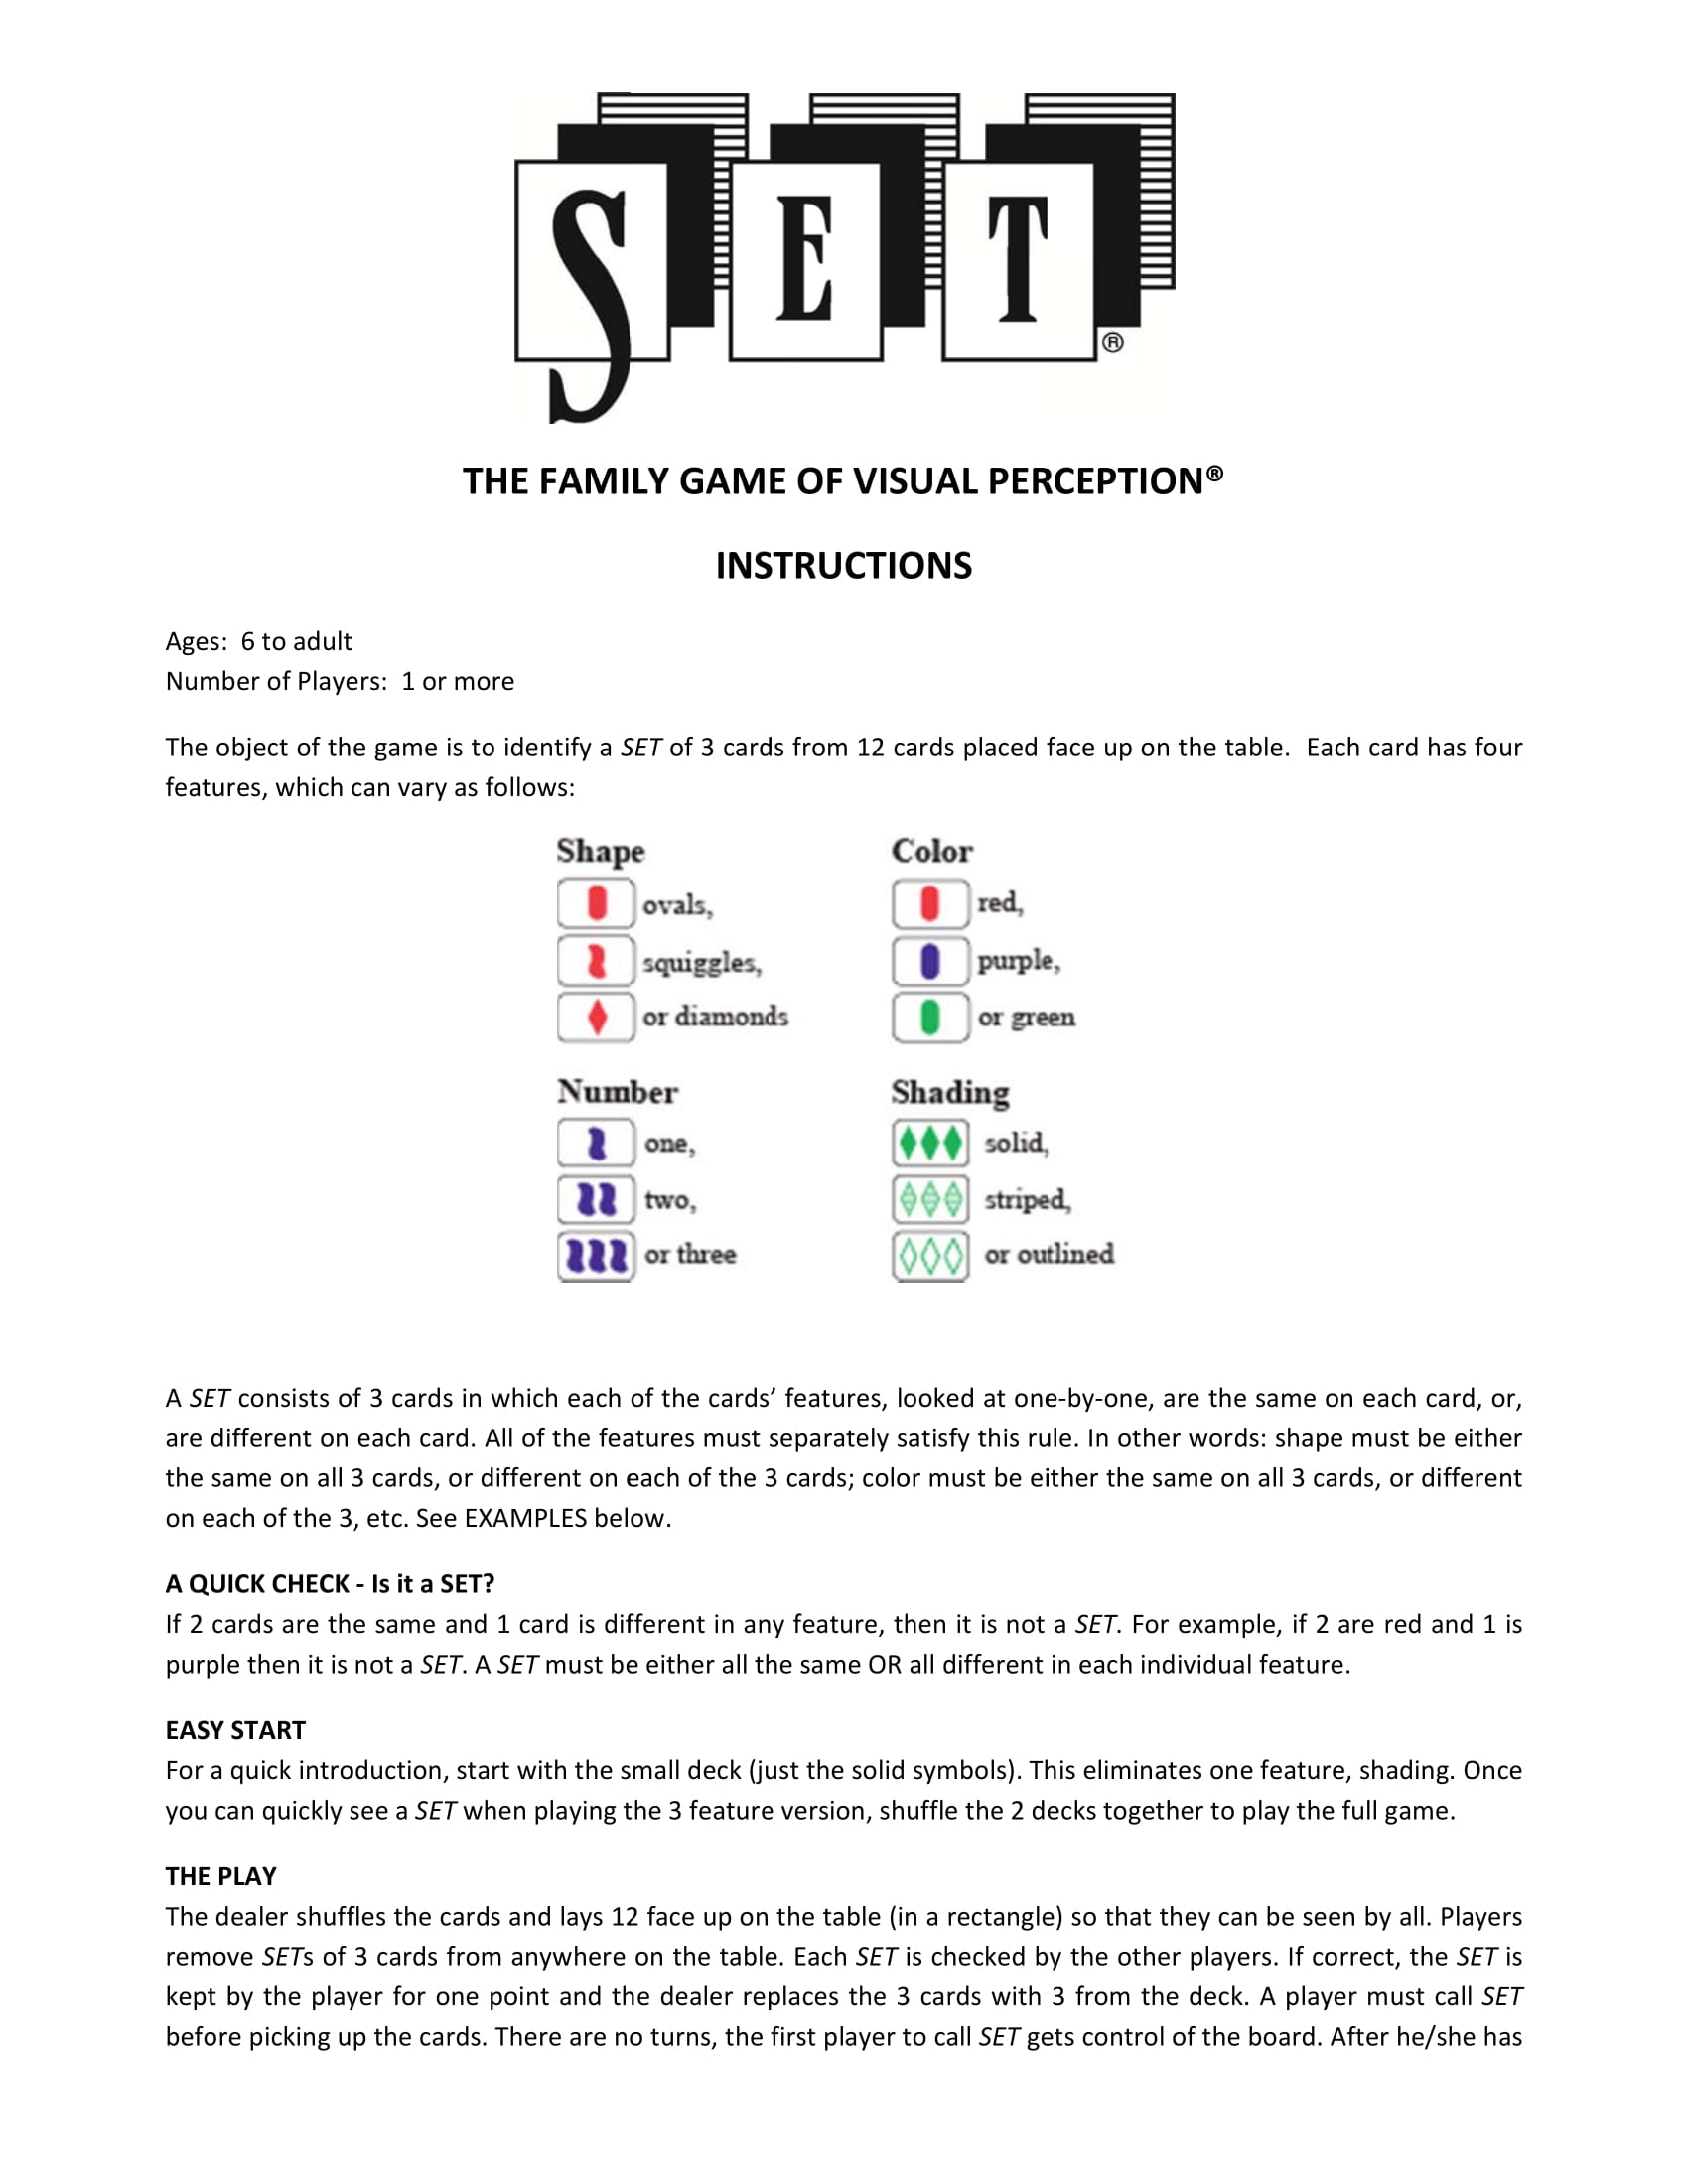 SET®
THE FAMILY GAME OF VISUAL PERCEPTION®
INSTRUCTIONS
Ages:  6 to adult
Number of Players:  1 or more
The object of the game is to identify a SET of 3 cards from 12 cards placed face up on the table.  Each card has four
features, which can vary as follows:
Shape
ovals,
squiggles,
or diamonds
Color
red,
purple,
or green
Number
one,
two,
or three
Shading
solid,
striped,
or outlined
A SET consists of 3 cards in which each of the cards’ features, looked at one-by-one, are the same on each card, or,
are different on each card. All of the features must separately satisfy this rule. In other words: shape must be either
the same on all 3 cards, or different on each of the 3 cards; color must be either the same on all 3 cards, or different
on each of the 3, etc. See EXAMPLES below.
A QUICK CHECK - Is it a SET?
If 2 cards are the same and 1 card is different in any feature, then it is not a SET. For example, if 2 are red and 1 is
purple then it is not a SET. A SET must be either all the same OR all different in each individual feature.
EASY START
For a quick introduction, start with the small deck (just the solid symbols). This eliminates one feature, shading. Once
you can quickly see a SET when playing the 3 feature version, shuffle the 2 decks together to play the full game.
THE PLAY
The dealer shuffles the cards and lays 12 face up on the table (in a rectangle) so that they can be seen by all. Players
remove SETs of 3 cards from anywhere on the table. Each SET is checked by the other players. If correct, the SET is
kept by the player for one point and the dealer replaces the 3 cards with 3 from the deck. A player must call SET
before picking up the cards. There are no turns, the first player to call SET gets control of the board. After he/she has